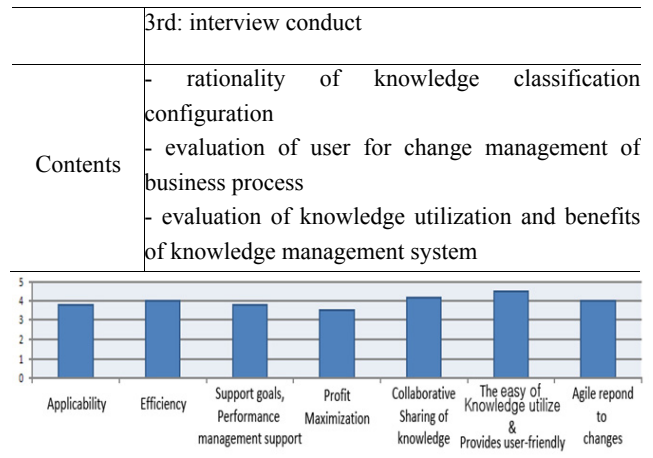 3rd: interview conduct
Contents
- rationality of knowledge classification
configuration
- evaluation of user for change management of
business process
- evaluation of knowledge utilization and benefits
of knowledge management system
5
4
3
2
1
0
Applicability
Efficiency
Support goals,
Performance
management support
Profit
Maximization
Collaborative
Sharing of
knowledge
The easy of
Knowledge utilize
&
Provides user-friendly
Agile repond
to
changes